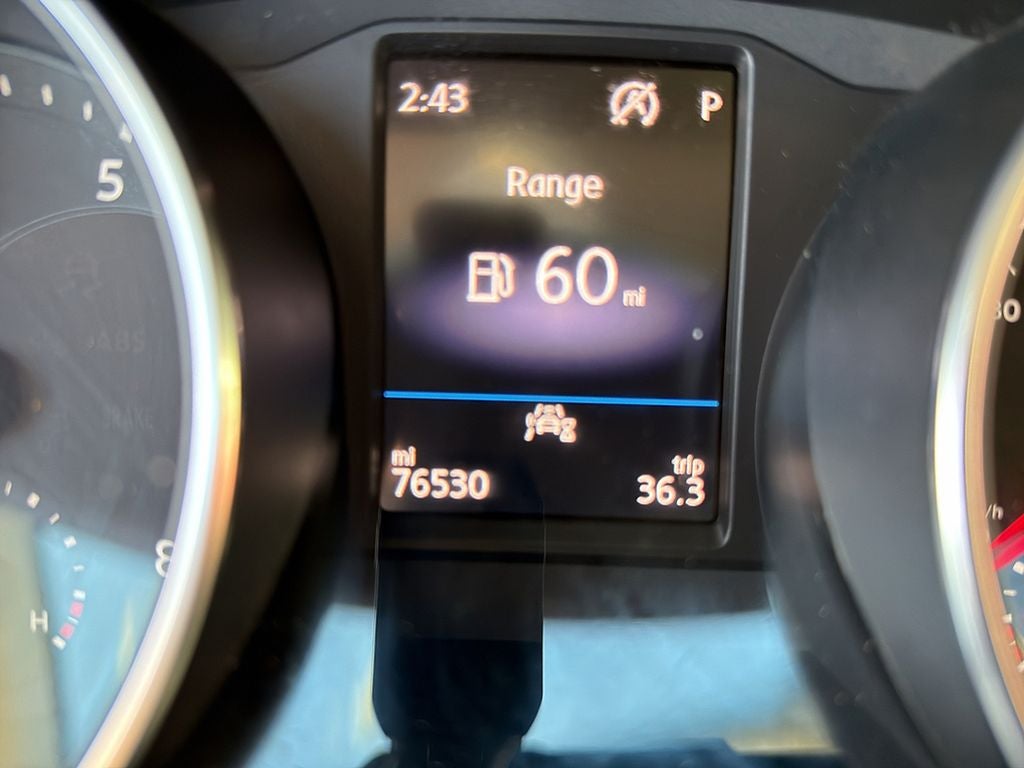 2:43 P
Range
60 mi
mi trip
76530 36.3
5
8
H
ABS
BRAKE
/h